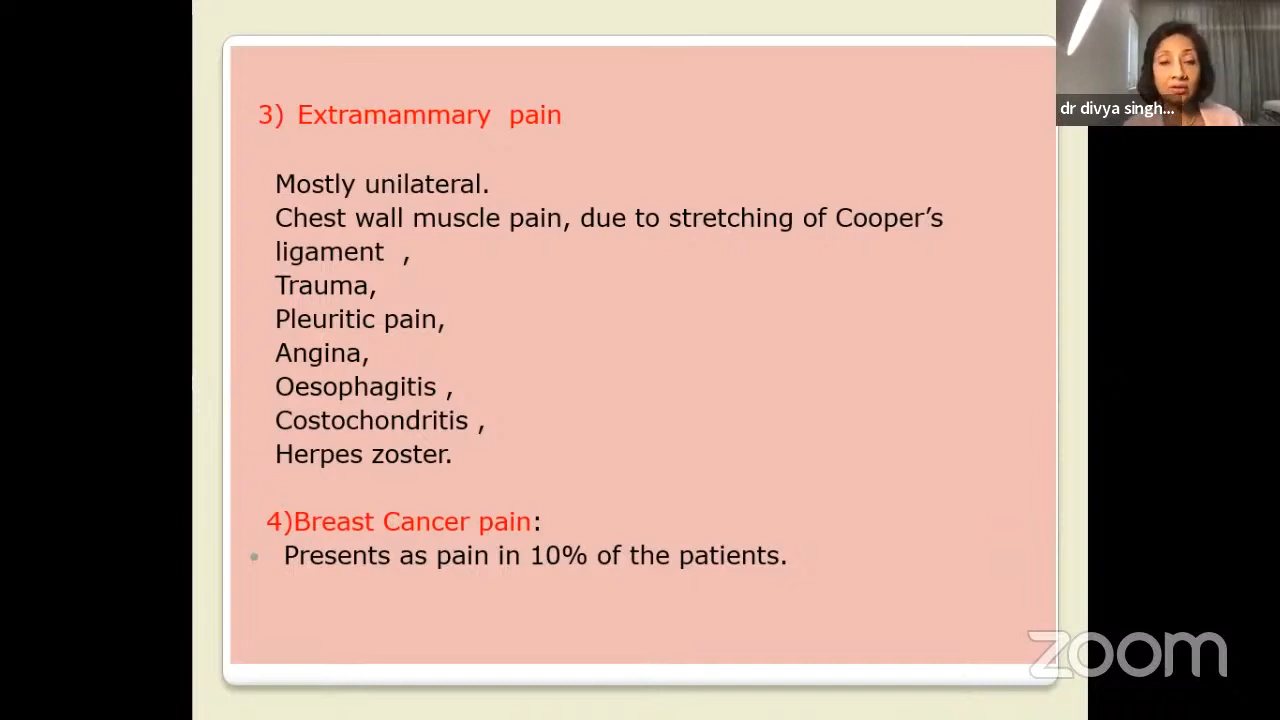 3) Extramammary pain
Mostly unilateral.
Chest wall muscle pain, due to stretching of Cooper’s
ligament ,
Trauma,
Pleuritic pain,
Angina,
Oesophagitis ,
Costochondritis ,
Herpes zoster.
4)Breast Cancer pain:
• Presents as pain in 10% of the patients.
dr divya singh...
zoom